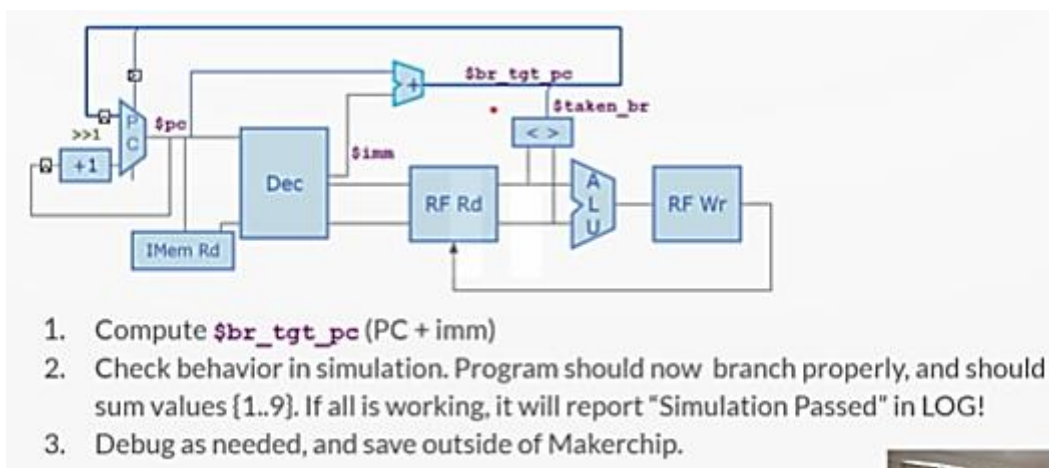 $br_tgt_pc
$taken_br
>>1
PC
$pc
+
+1
$imm
< >
Dec
RF Rd
ALU
RF Wr
IMem Rd
1. Compute $br_tgt_pc (PC + imm)
2. Check behavior in simulation. Program should now branch properly, and should
sum values {1..9}. If all is working, it will report “Simulation Passed” in LOG!
3. Debug as needed, and save outside of Makerchip.